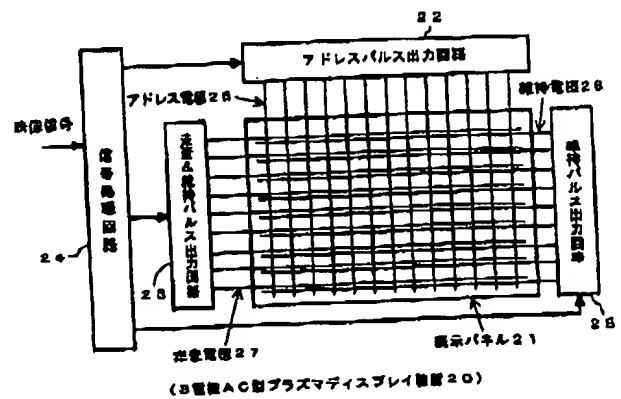 22
アドレスパルス出力回路
アドレス電極25
維持電極26
映像信号
信号処理回路
走査&維持パルス出力回路
維持パルス出力回路
24
23
走査電極27
表示パネル21
(3電極AC型プラズマディスプレイ装置20)